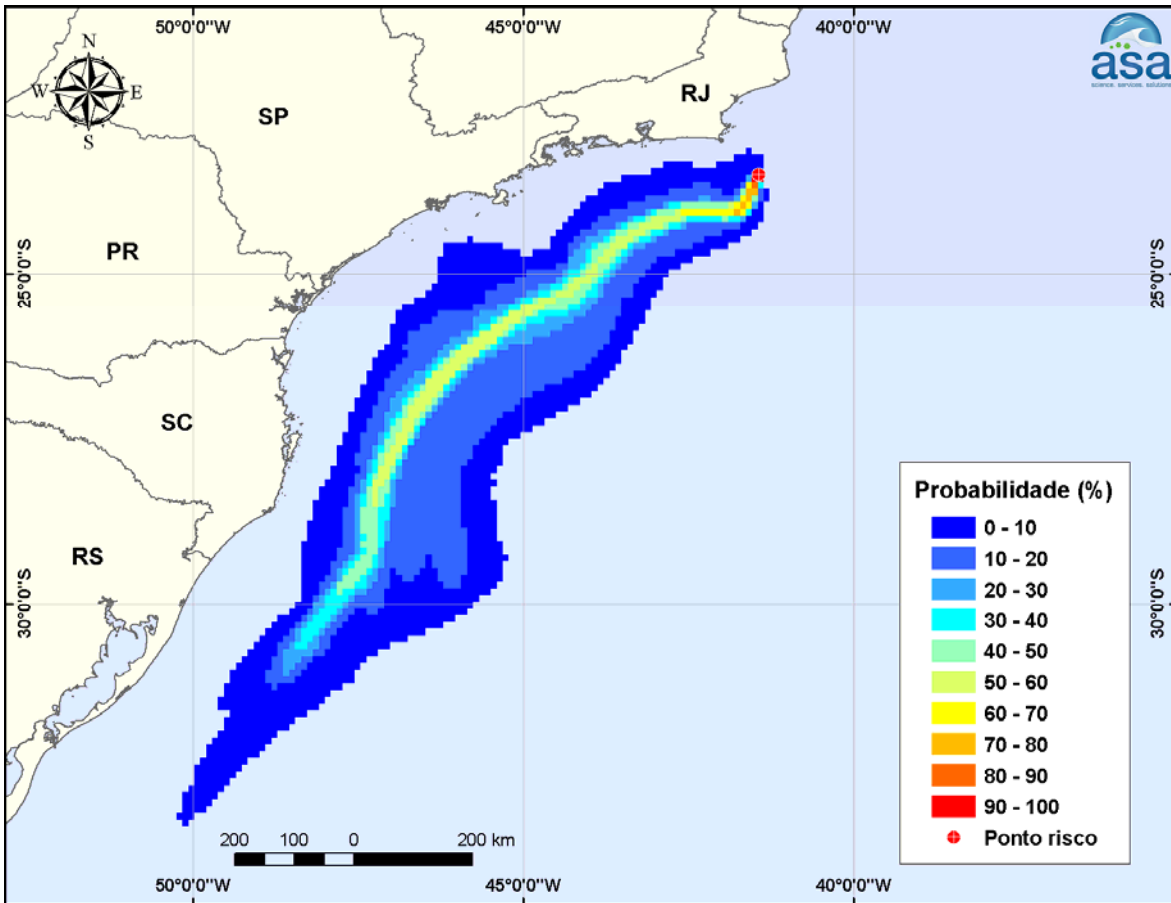 50°0'0"W 45°0'0"W 40°0'0"W
asa
science. services. solutions
N
W E
S
SP
RJ
PR
25°0'0"S 25°0'0"S
SC
RS
30°0'0"S 30°0'0"S
Probabilidade (%)
0 - 10
10 - 20
20 - 30
30 - 40
40 - 50
50 - 60
60 - 70
70 - 80
80 - 90
90 - 100
Ponto risco
200 100 0 200 km
50°0'0"W 45°0'0"W 40°0'0"W